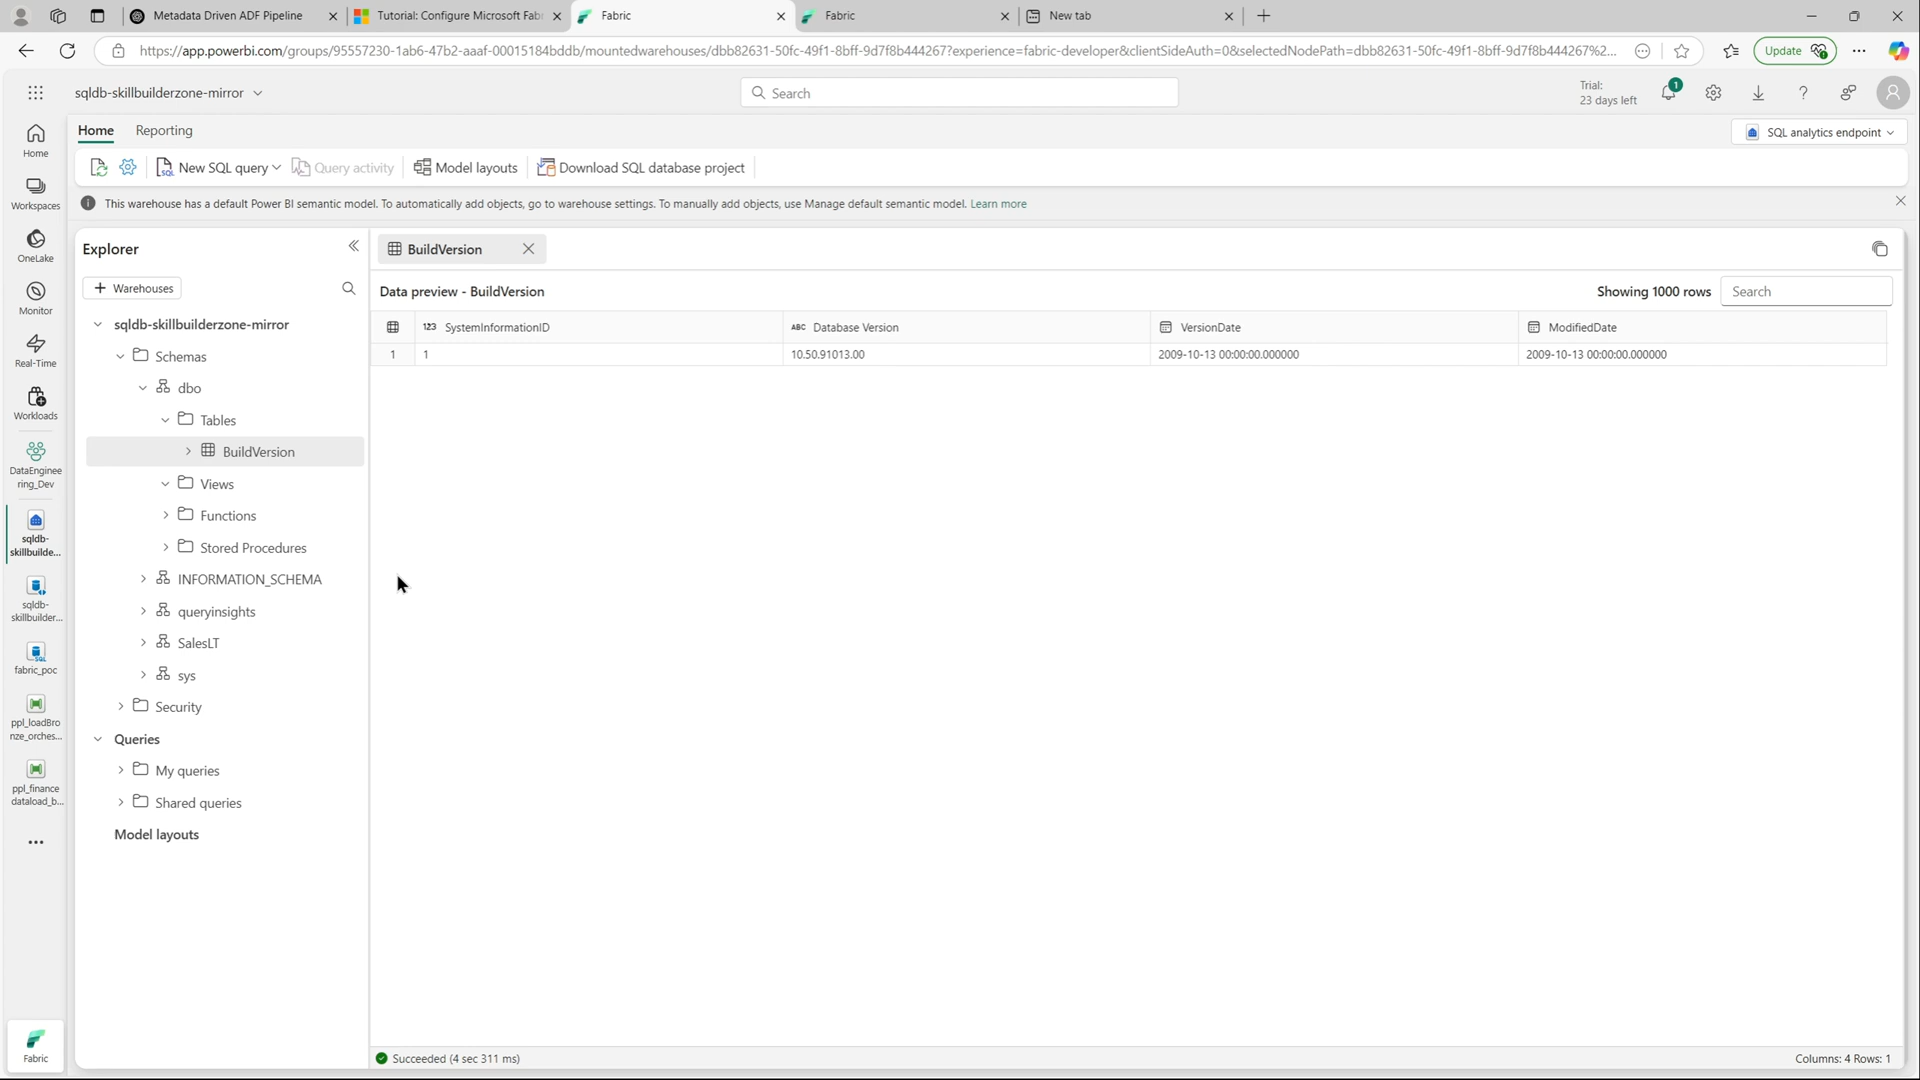 Metadata Driven ADF Pipeline
Tutorial: Configure Microsoft Fab
Fabric
Fabric
New tab
https://app.powerbi.com/groups/95557230-1ab6-47b2-aaaf-00015184bddb/mountedwarehouses/dbb82631-50fc-49f1-8bff-9d7f8b444267?experience=fabric-developer&clientSideAuth=0&selectedNodePath=dbb82631-50fc-49f1-8bff-9d7f8b444267%2...
Update
sqldb-skillbuilderzone-mirror
Search
Trial:
23 days left
1
Home
Reporting
SQL analytics endpoint
New SQL query
Query activity
Model layouts
Download SQL database project
This warehouse has a default Power BI semantic model. To automatically add objects, go to warehouse settings. To manually add objects, use Manage default semantic model. Learn more
Home
Workspaces
OneLake
Monitor
Real-Time
Workloads
DataEnginee
ring_Dev
sqldb-
skillbuilde...
sqldb-
skillbuilder...
fabric_poc
ppl_loadBro
nze_orches...
ppl_finance
dataload_b...
Fabric
Explorer
Warehouses
sqldb-skillbuilderzone-mirror
Schemas
dbo
Tables
BuildVersion
Views
Functions
Stored Procedures
INFORMATION_SCHEMA
queryinsights
SalesLT
sys
Security
Queries
My queries
Shared queries
Model layouts
BuildVersion
Data preview - BuildVersion
Showing 1000 rows
Search
123 SystemInformationID
ABC Database Version
VersionDate
ModifiedDate
1 1 10.50.91013.00 2009-10-13 00:00:00.000000 2009-10-13 00:00:00.000000
Succeeded (4 sec 311 ms)
Columns: 4 Rows: 1